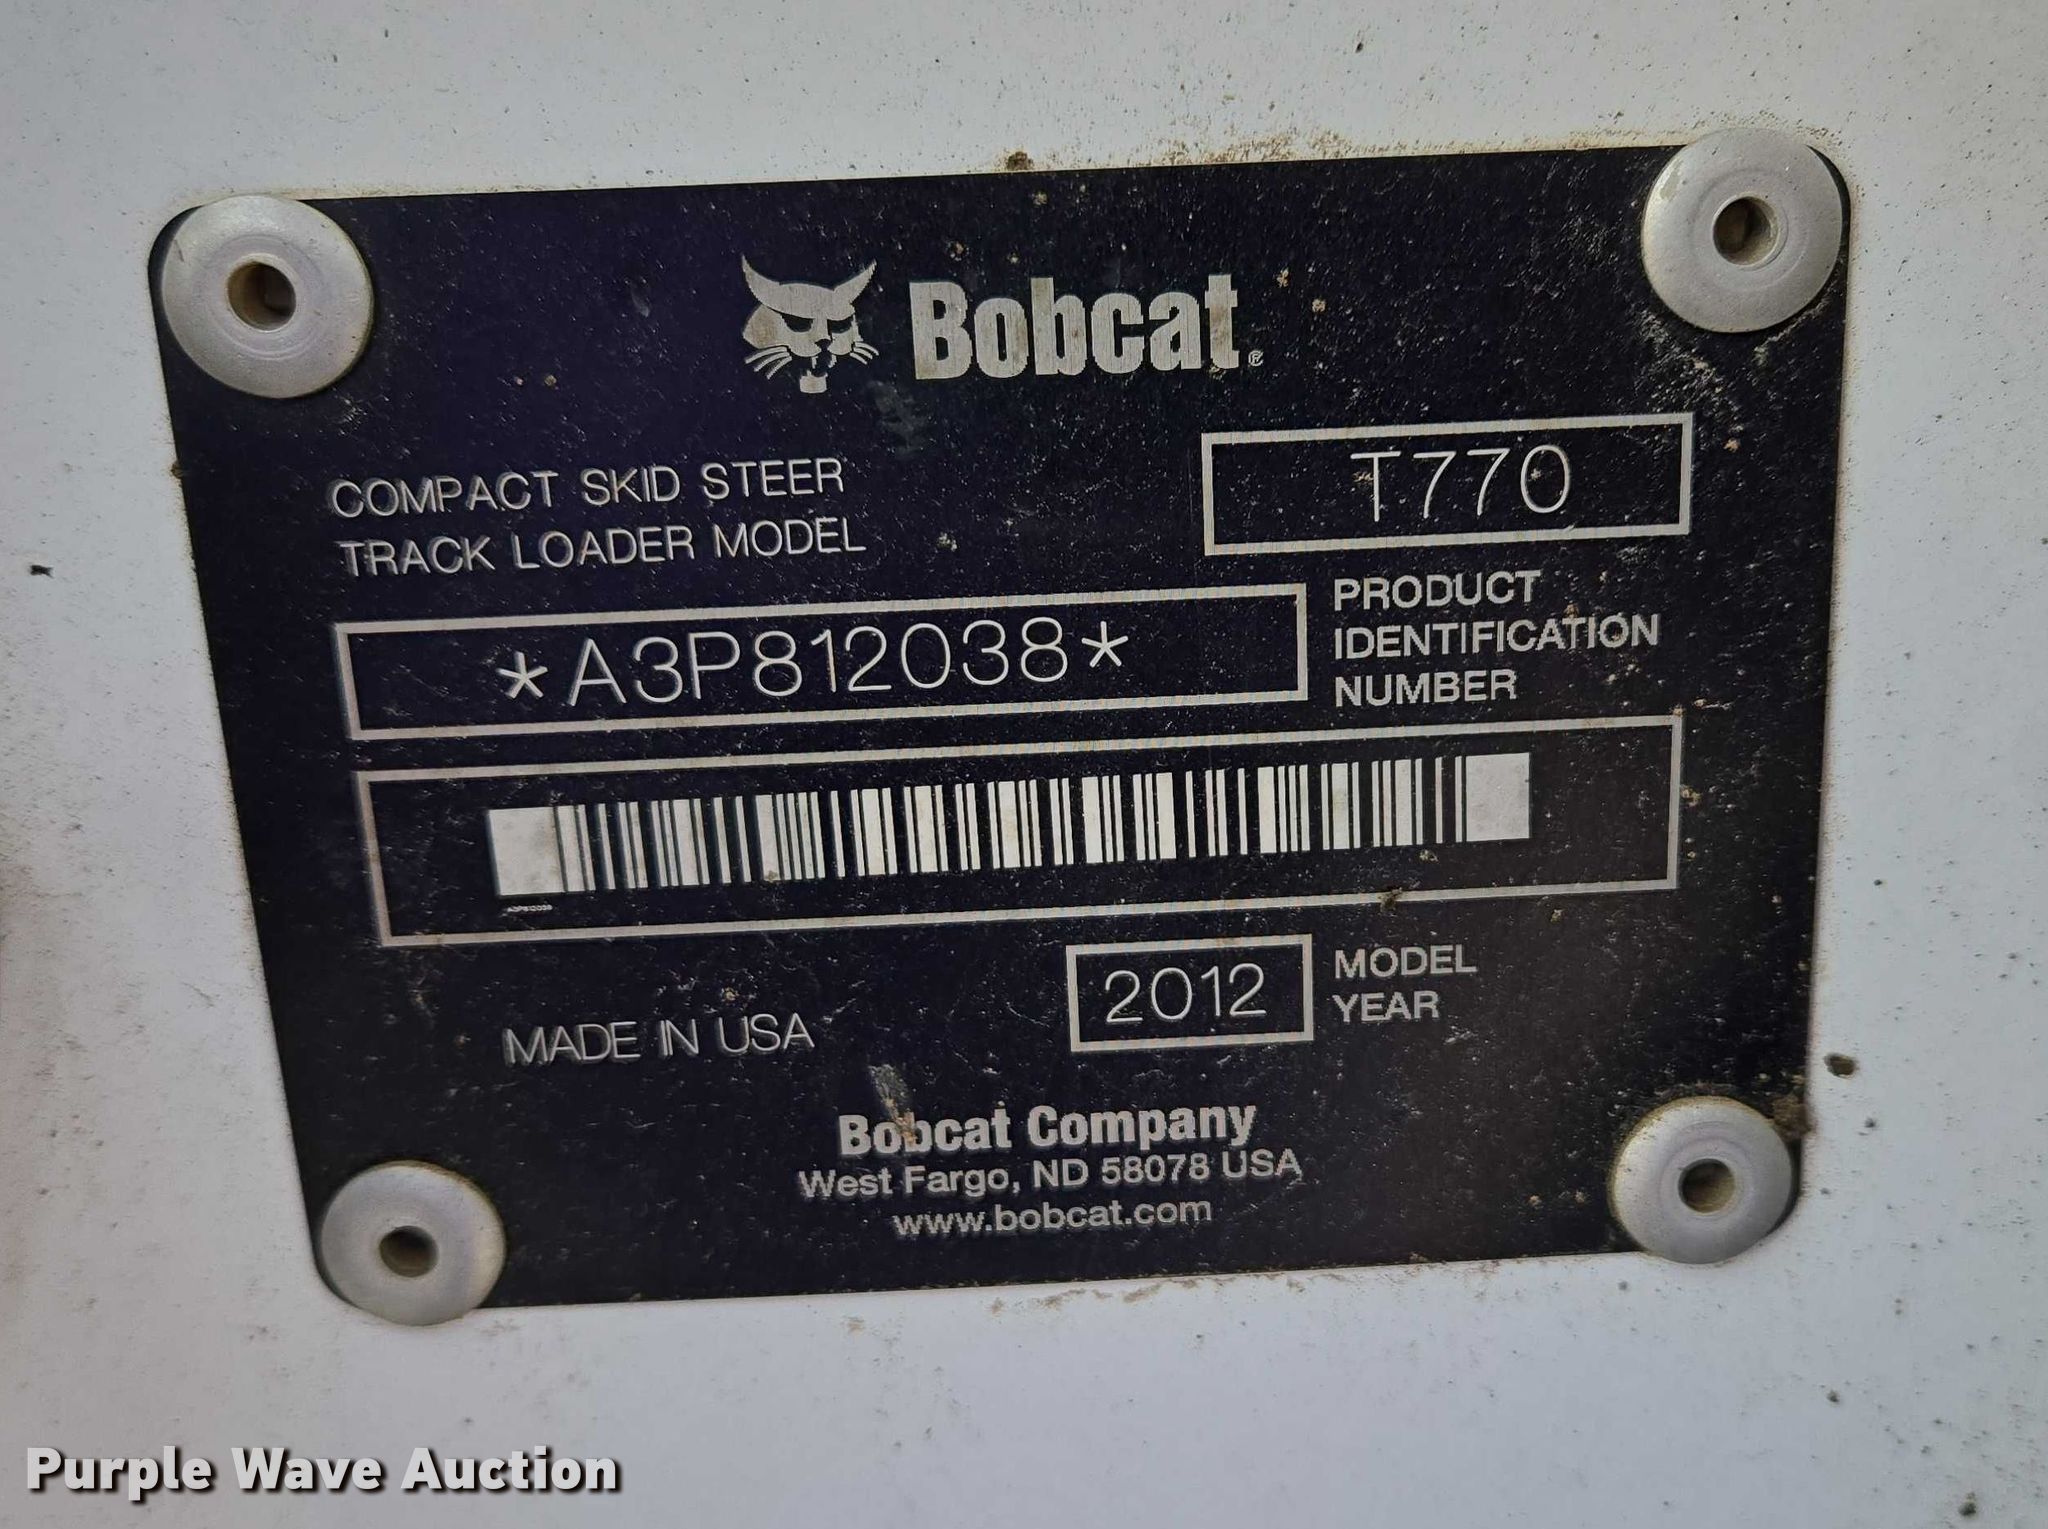 Bobcat®
COMPACT SKID STEER
TRACK LOADER MODEL
T770
*A3P812038*
PRODUCT
IDENTIFICATION
NUMBER
A3P812038
MADE IN USA
2012
MODEL
YEAR
Bobcat Company
West Fargo, ND 58078 USA
www.bobcat.com
Purple Wave Auction